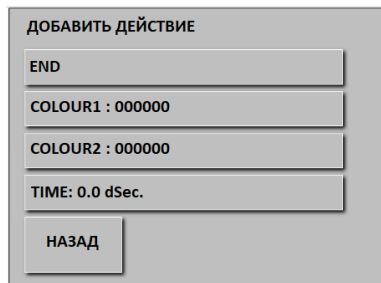 ДОБАВИТЬ ДЕЙСТВИЕ
END
COLOUR1 : 000000
COLOUR2 : 000000
TIME: 0.0 dSec.
НАЗАД